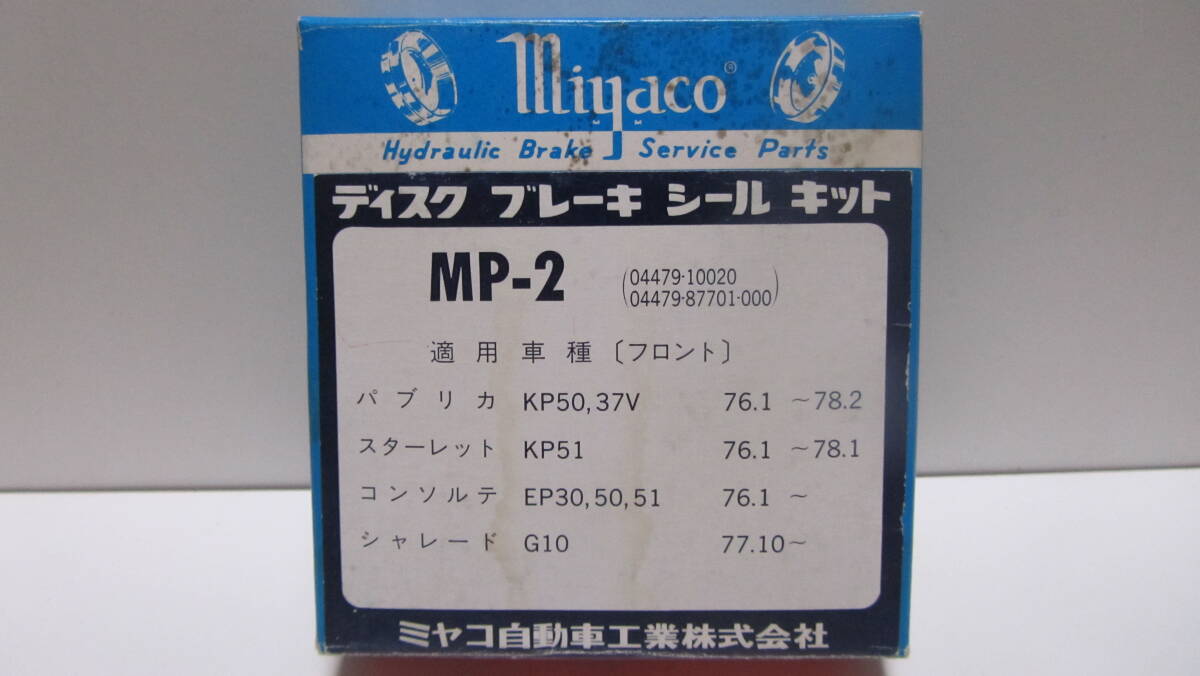 Miyaco®
Hydraulic Brake Service Parts
ディスク ブレーキ シール キット
MP-2 (04479-10020
04479-87701-000)
適用車種〔フロント〕
パブリカ KP50,37V 76.1 ～78.2
スターレット KP51 76.1 ～78.1
コンソルテ EP30,50,51 76.1 ～
シャレード G10 77.10～
ミヤコ自動車工業株式会社